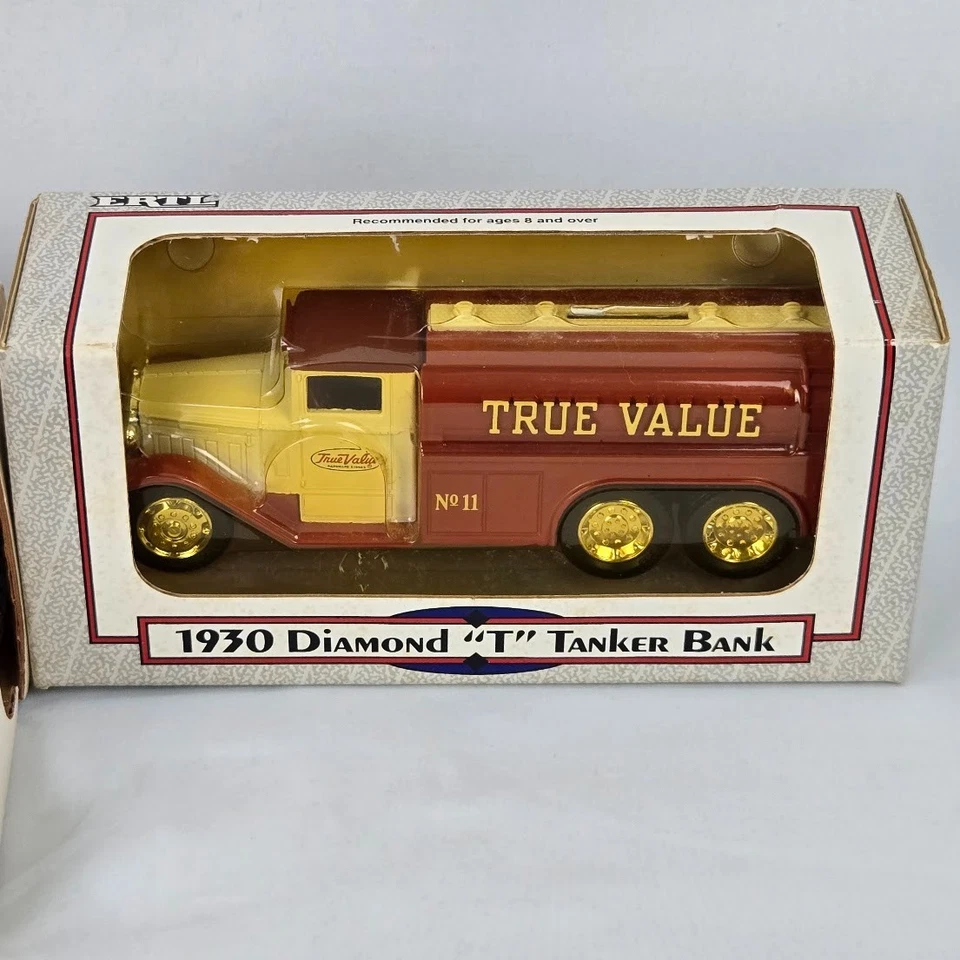 ERTL
Recommended for ages 8 and over
TRUE VALUE
True Value
No 11
1930 Diamond "T" Tanker Bank